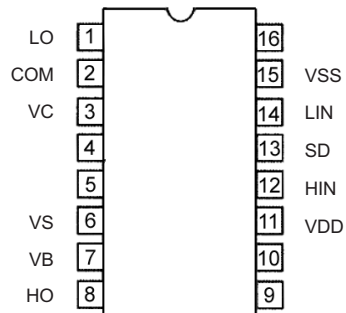 LO 1 16
COM 2 15 VSS
VC 3 14 LIN
4 13 SD
5 12 HIN
VS 6 11 VDD
VB 7 10
HO 8 9